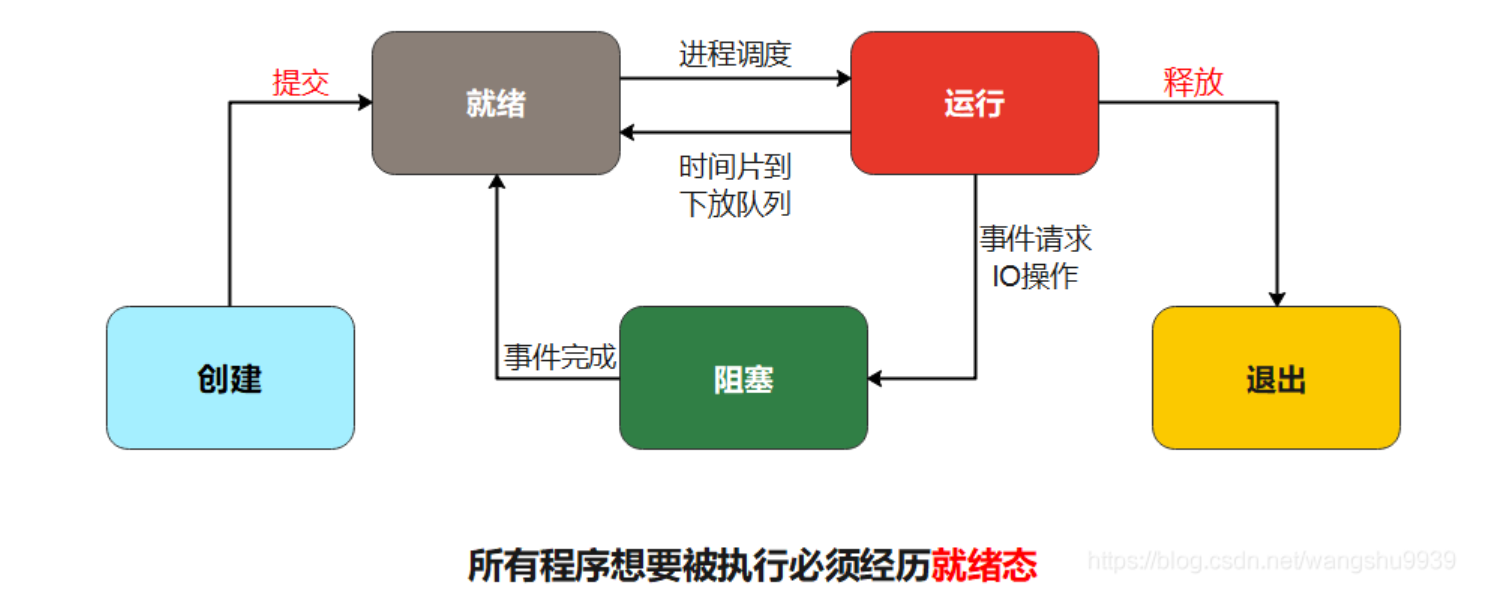 进程调度
提交
释放
就绪
运行
时间片到
下放队列
事件请求
IO操作
事件完成
创建
阻塞
退出
所有程序想要被执行必须经历就绪态
https://blog.csdn.net/wangshu9939